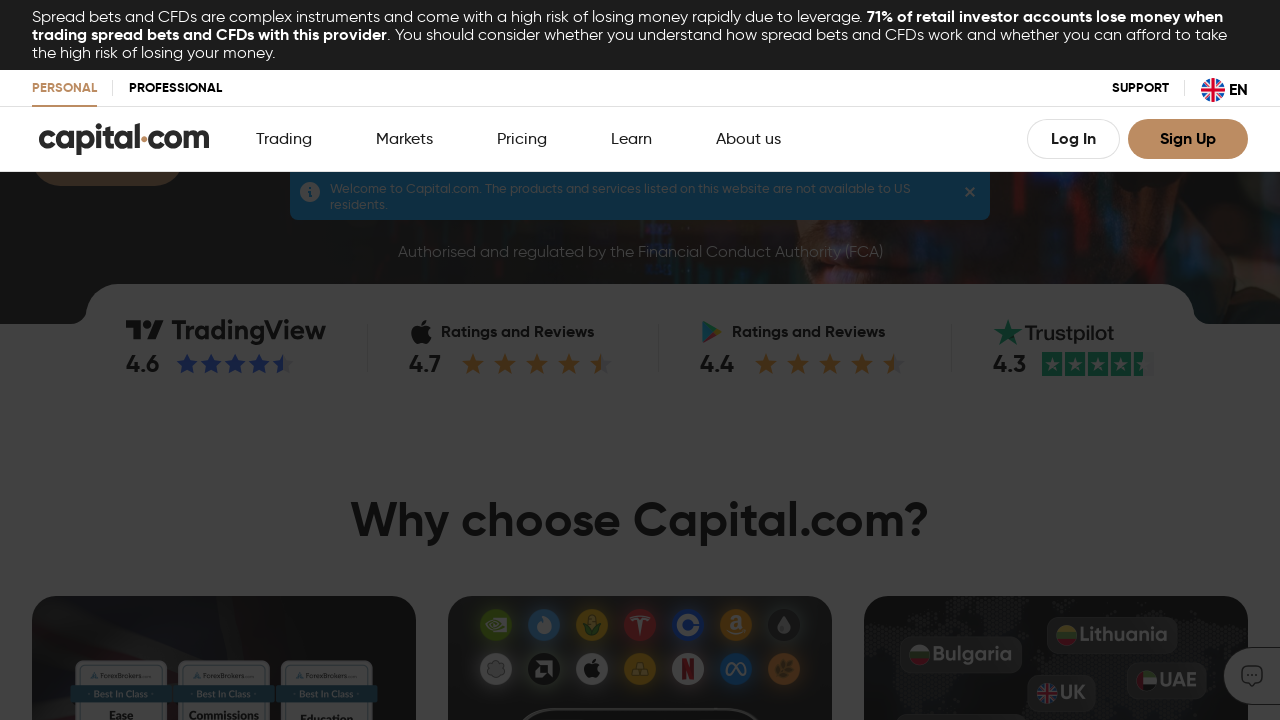 Spread bets and CFDs are complex instruments and come with a high risk of losing money rapidly due to leverage. 71% of retail investor accounts lose money when
trading spread bets and CFDs with this provider. You should consider whether you understand how spread bets and CFDs work and whether you can afford to take
the high risk of losing your money.
PERSONAL PROFESSIONAL SUPPORT EN
capital.com Trading Markets Pricing Learn About us Log In Sign Up
Welcome to Capital.com. The products and services listed on this website are not available to US
residents.
Authorised and regulated by the Financial Conduct Authority (FCA)
TradingView Ratings and Reviews Ratings and Reviews Trustpilot
4.6 4.7 4.4 4.3
Why choose Capital.com?
Lithuania
Bulgaria
ForexBrokers.com ForexBrokers.com ForexBrokers.com
UAE
UK
Best In Class Best In Class Best In Class
Ease Commissions Education